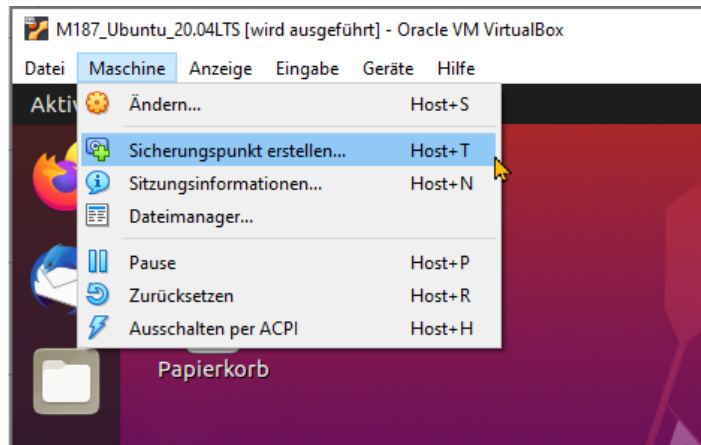 M187_Ubuntu_20.04LTS [wird ausgeführt] - Oracle VM VirtualBox
Datei Maschine Anzeige Eingabe Geräte Hilfe
Aktiv
Ändern... Host+S
Sicherungspunkt erstellen... Host+T
Sitzungsinformationen... Host+N
Dateimanager...
Pause Host+P
Zurücksetzen Host+R
Ausschalten per ACPI Host+H
Papierkorb